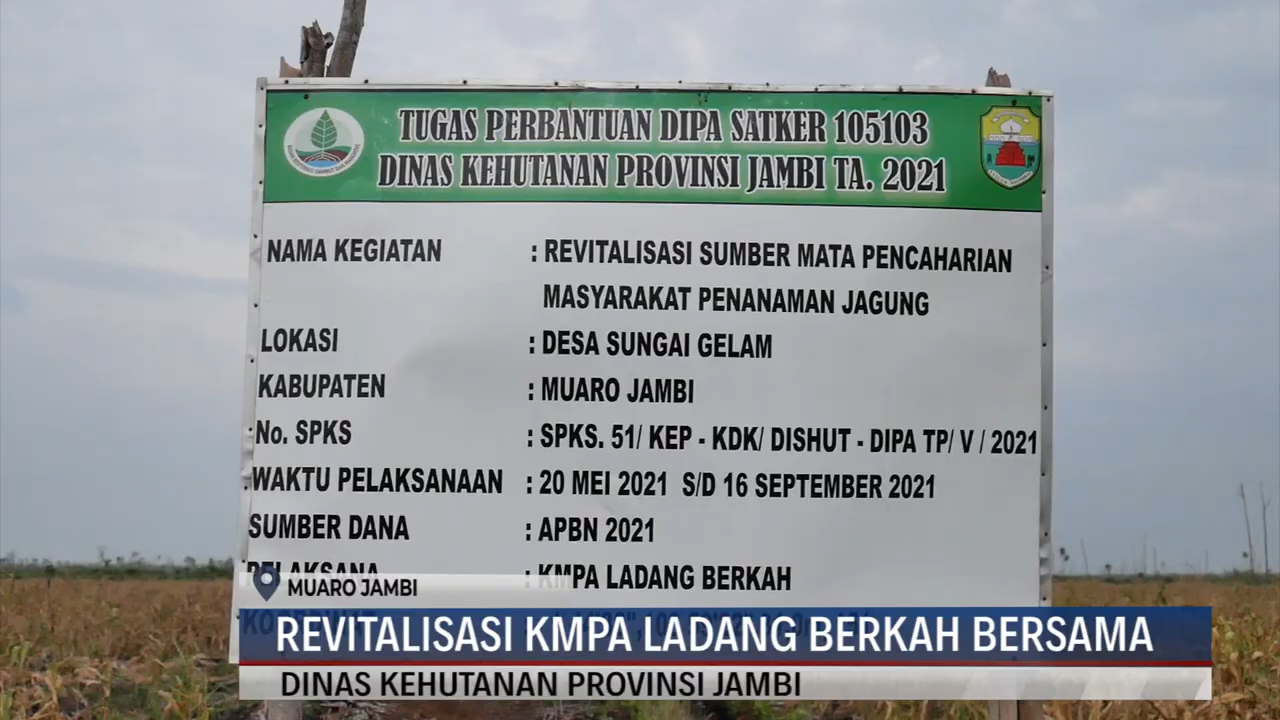 TUGAS PERBANTUAN DIPA SATKER 105103
DINAS KEHUTANAN PROVINSI JAMBI TA. 2021
NAMA KEGIATAN : REVITALISASI SUMBER MATA PENCAHARIAN
MASYARAKAT PENANAMAN JAGUNG
LOKASI : DESA SUNGAI GELAM
KABUPATEN : MUARO JAMBI
No. SPKS : SPKS. 51/ KEP - KDK/ DISHUT - DIPA TP/ V / 2021
WAKTU PELAKSANAAN : 20 MEI 2021 S/D 16 SEPTEMBER 2021
SUMBER DANA : APBN 2021
PELAKSANA : KMPA LADANG BERKAH
MUARO JAMBI
REVITALISASI KMPA LADANG BERKAH BERSAMA
DINAS KEHUTANAN PROVINSI JAMBI